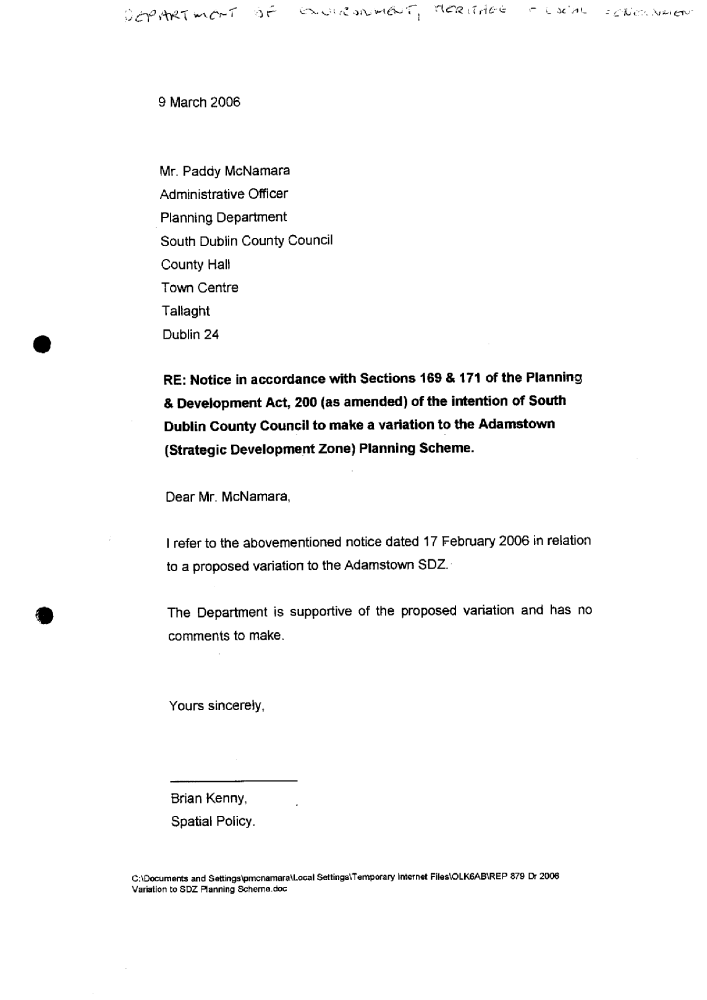 DEPARTMENT OF ENVIRONMENT, HERITAGE & LOCAL GOVERNMENT
9 March 2006
Mr. Paddy McNamara
Administrative Officer
Planning Department
South Dublin County Council
County Hall
Town Centre
Tallaght
Dublin 24
RE: Notice in accordance with Sections 169 & 171 of the Planning
& Development Act, 200 (as amended) of the intention of South
Dublin County Council to make a variation to the Adamstown
(Strategic Development Zone) Planning Scheme.
Dear Mr. McNamara,
I refer to the abovementioned notice dated 17 February 2006 in relation
to a proposed variation to the Adamstown SDZ.
The Department is supportive of the proposed variation and has no
comments to make.
Yours sincerely,
Brian Kenny,
Spatial Policy.
C:\Documents and Settings\pmcnamara\Local Settings\Temporary Internet Files\OLK6AB\REP 879 Dr 2006
Variation to SDZ Planning Scheme.doc